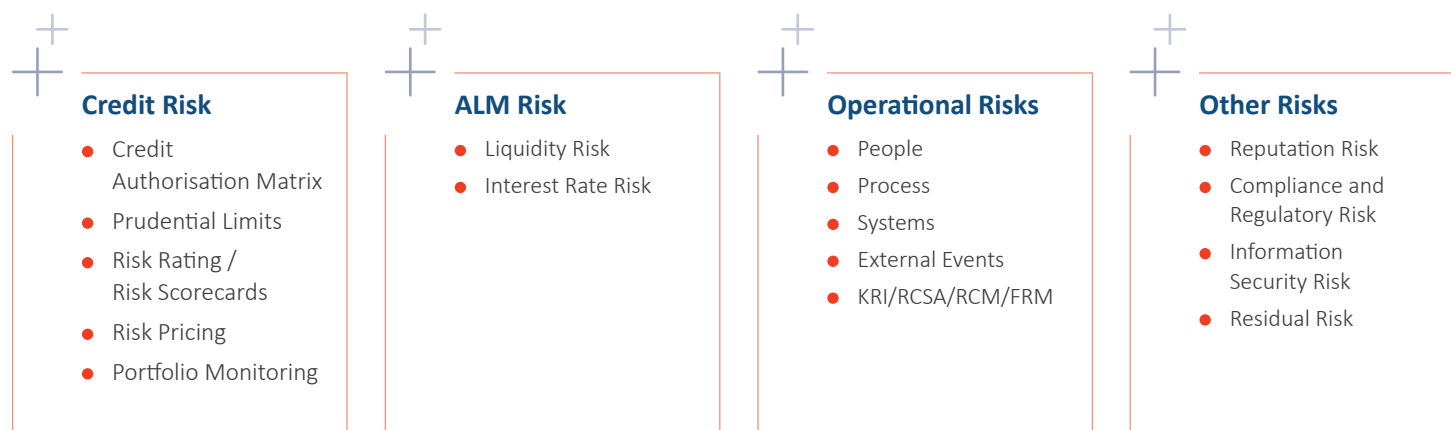 Credit Risk
Credit
Authorisation Matrix
Prudential Limits
Risk Rating /
Risk Scorecards
Risk Pricing
Portfolio Monitoring
ALM Risk
Liquidity Risk
Interest Rate Risk
Operational Risks
People
Process
Systems
External Events
KRI/RCSA/RCM/FRM
Other Risks
Reputation Risk
Compliance and
Regulatory Risk
Information
Security Risk
Residual Risk